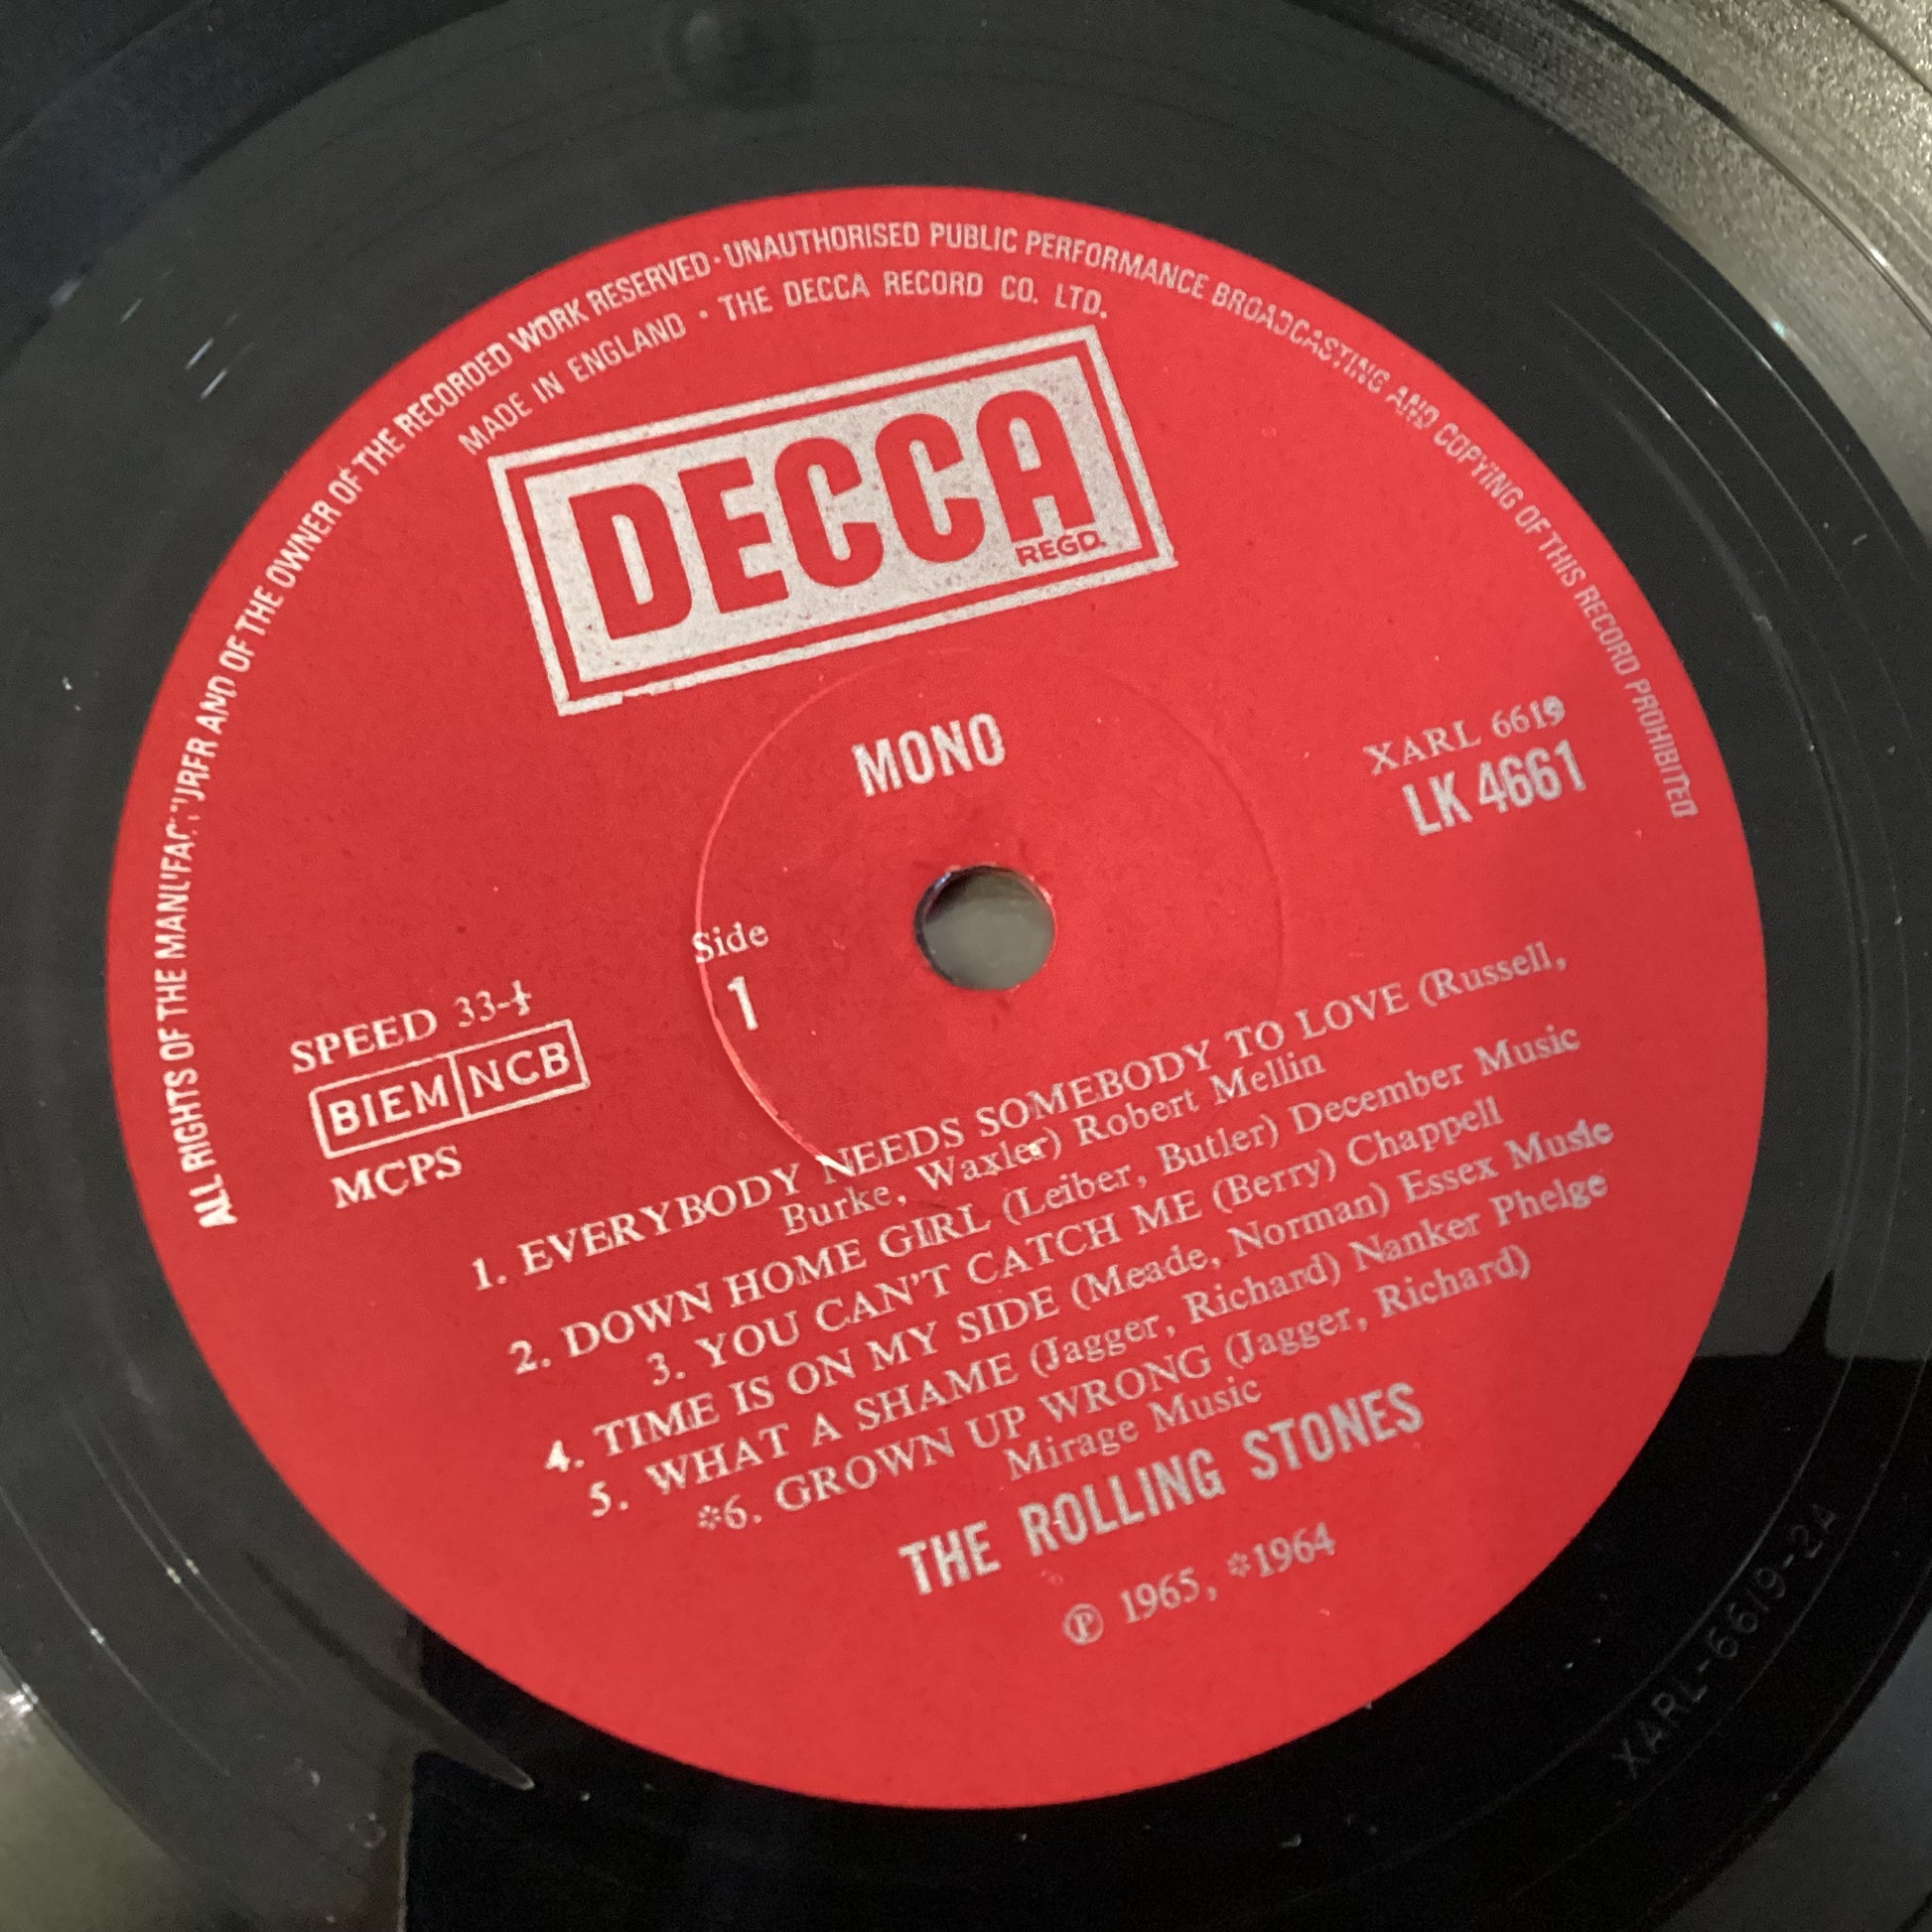 ALL RIGHTS OF THE MANUFACTURER AND OF THE OWNER OF THE RECORDED WORK RESERVED · UNAUTHORISED PUBLIC PERFORMANCE BROADCASTING AND COPYING OF THIS RECORD PROHIBITED
MADE IN ENGLAND · THE DECCA RECORD CO. LTD.
DECCA
REGD.
MONO
XARL 6619
LK 4661
Side
1
SPEED 33-⅓
BIEM NCB
MCPS
1. EVERYBODY NEEDS SOMEBODY TO LOVE (Russell,
Burke, Waxler) Robert Mellin
2. DOWN HOME GIRL (Leiber, Butler) December Music
3. YOU CAN'T CATCH ME (Berry) Chappell
4. TIME IS ON MY SIDE (Meade, Norman) Essex Music
5. WHAT A SHAME (Jagger, Richard) Nanker Phelge
*6. GROWN UP WRONG (Jagger, Richard)
Mirage Music
THE ROLLING STONES
℗ 1965, *1964
XARL-6619-2A